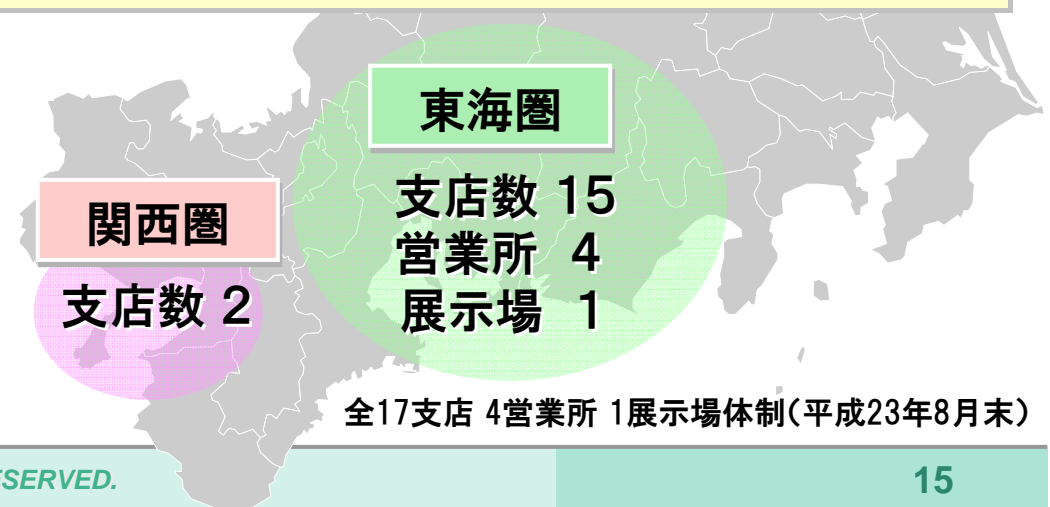 東海圏
支店数 15
営業所 4
展示場 1
関西圏
支店数 2
全17支店 4営業所 1展示場体制(平成23年8月末)
ESERVED.
15